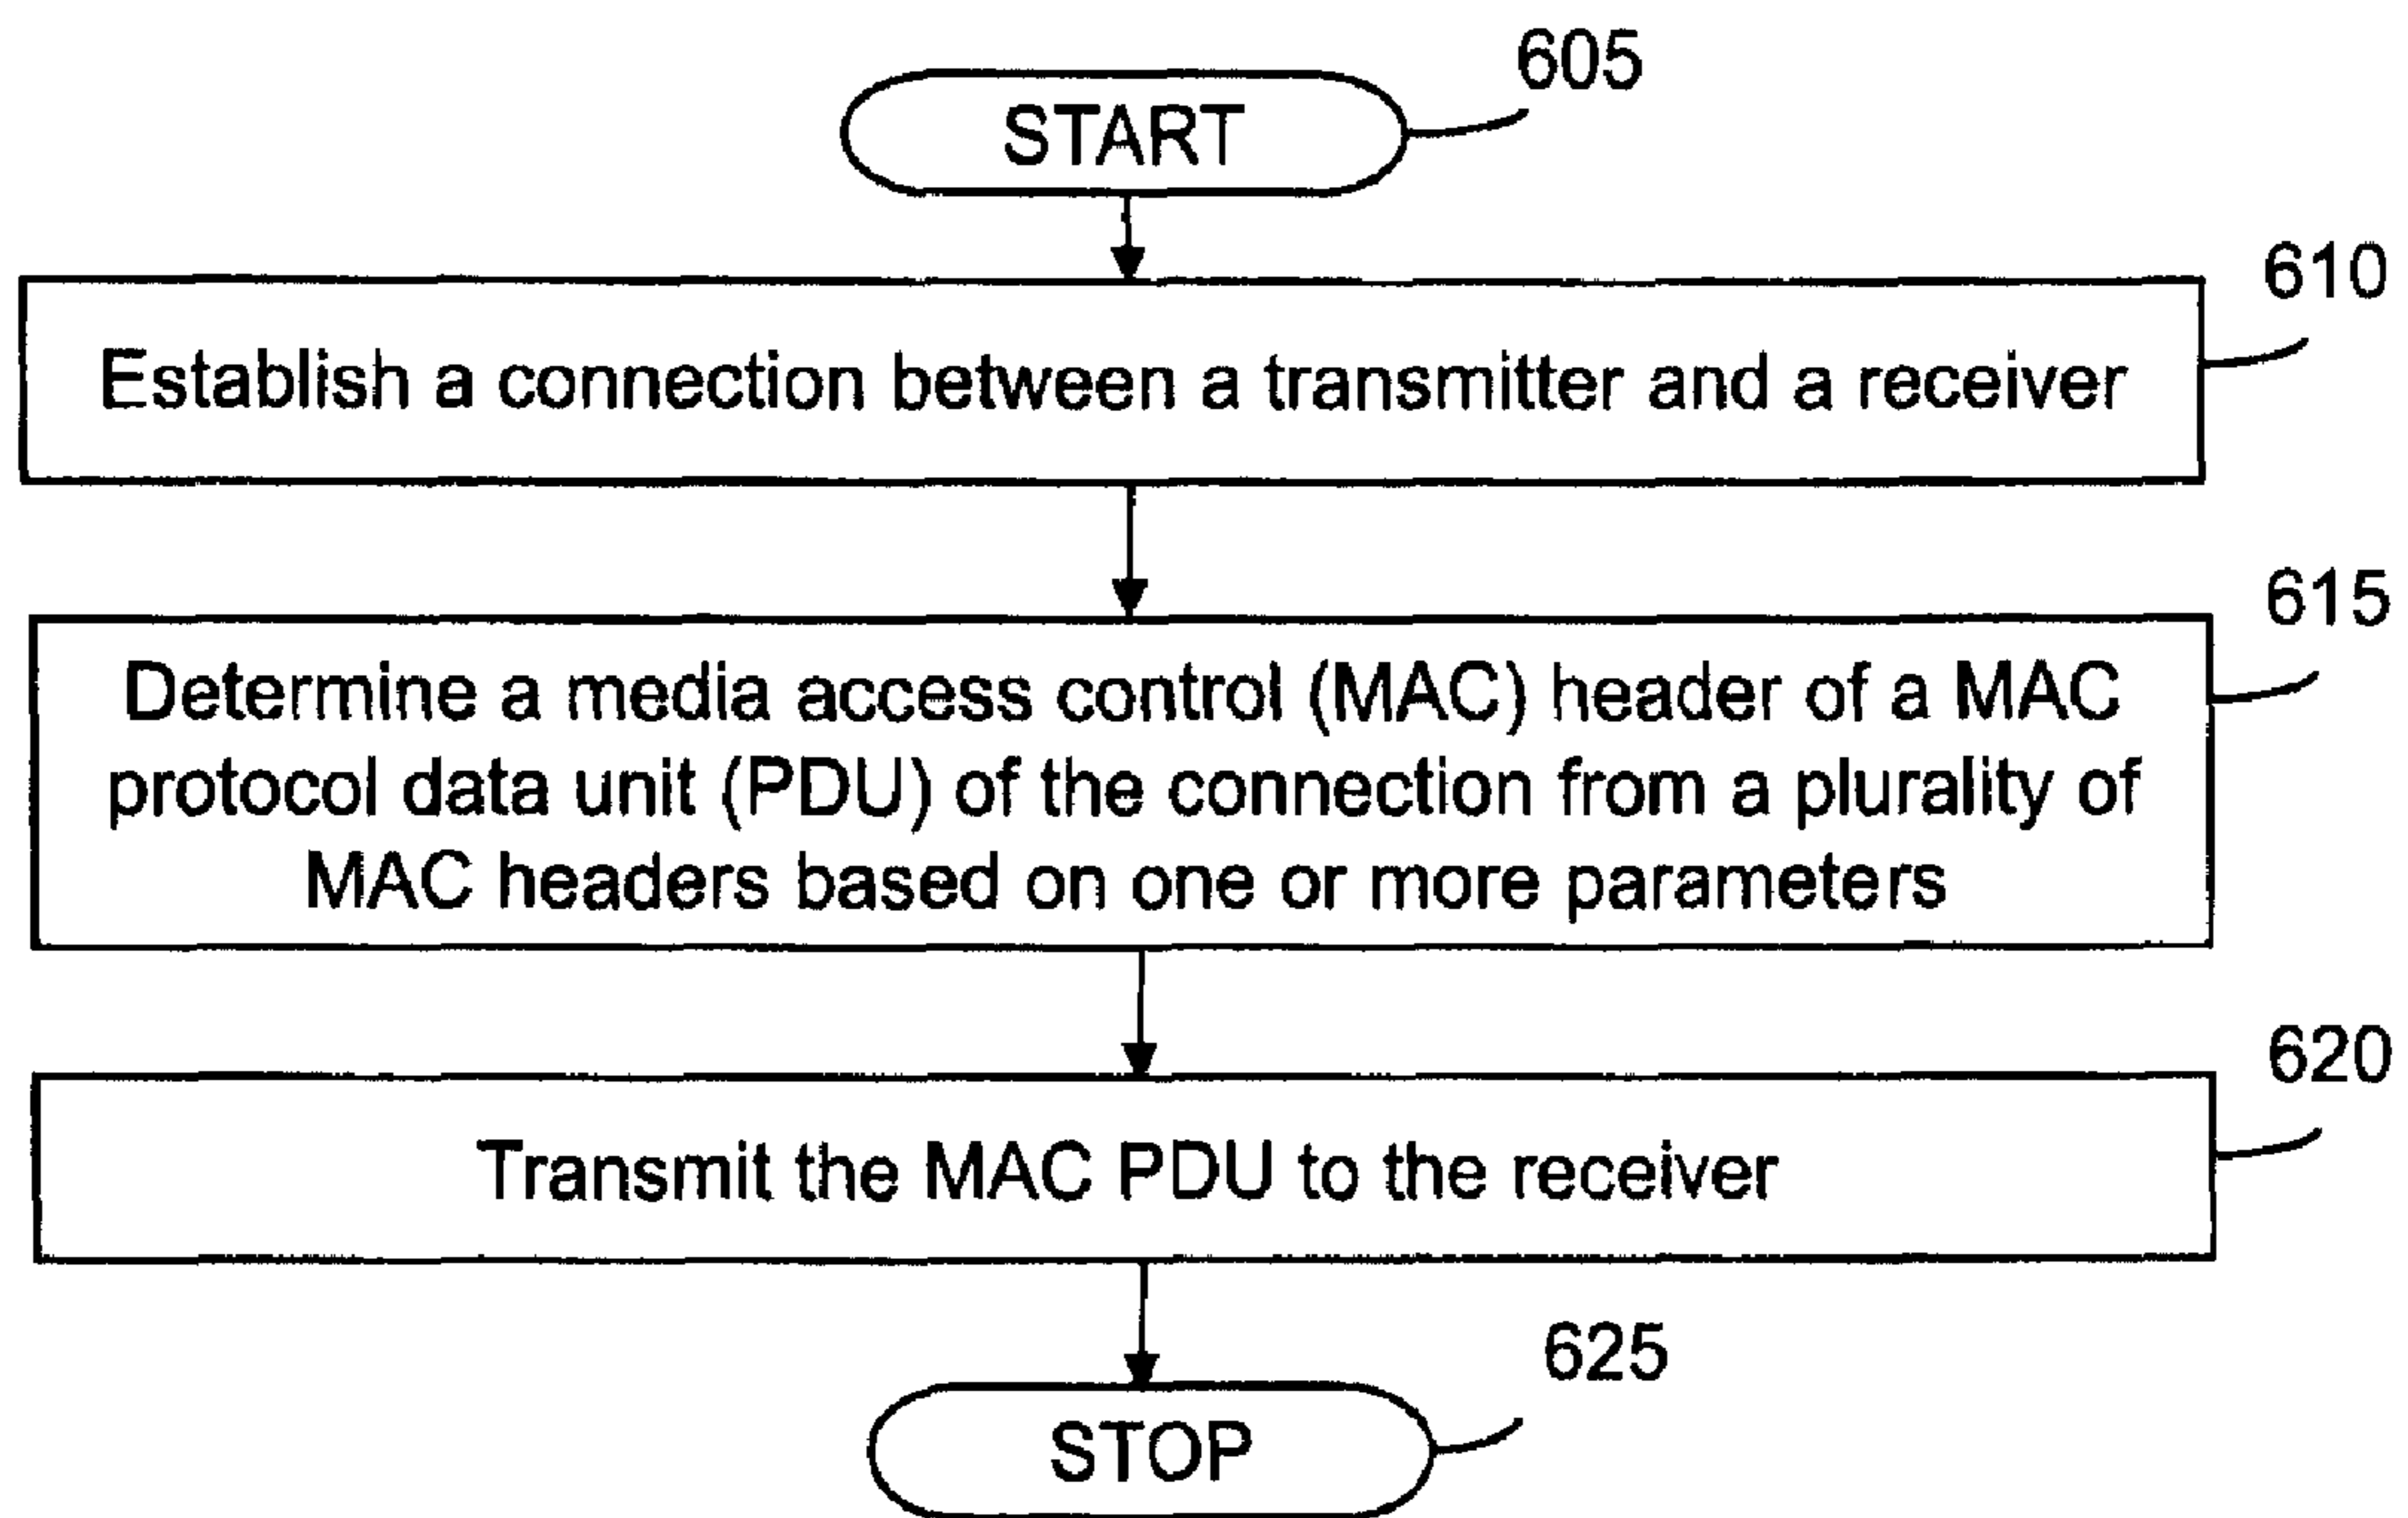 605
START
610
Establish a connection between a transmitter and a receiver
615
Determine a media access control (MAC) header of a MAC
protocol data unit (PDU) of the connection from a plurality of
MAC headers based on one or more parameters
620
Transmit the MAC PDU to the receiver
625
STOP